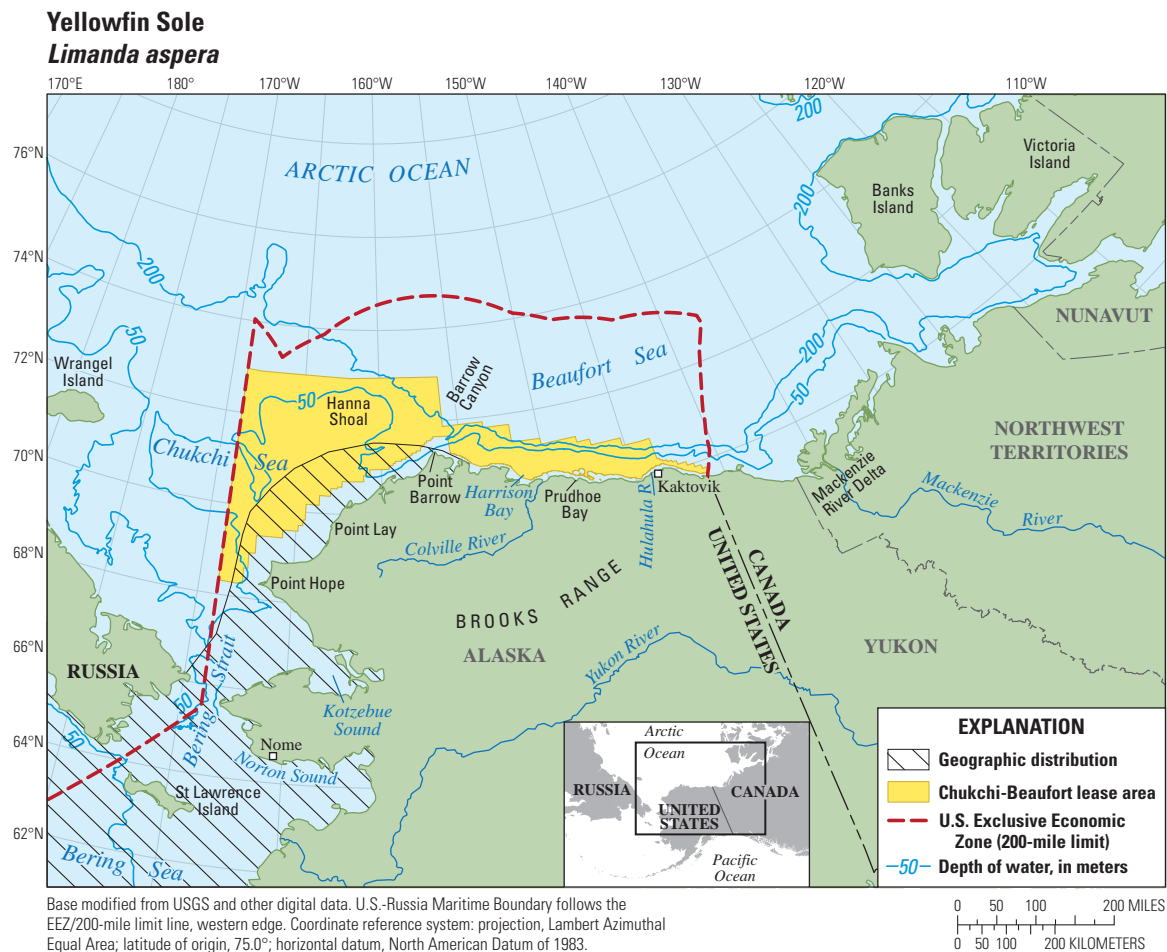 Yellowfin Sole
Limanda aspera
170°E 180° 170°W 160°W 150°W 140°W 130°W 120°W 110°W
76°N
74°N
72°N
70°N
68°N
66°N
64°N
62°N
ARCTIC OCEAN
200
200
200
200
Victoria
Island
Banks
Island
NUNAVUT
50
Wrangel
Island
Beaufort Sea
Barrow
Canyon
50
Hanna
Shoal
50
Chukchi Sea
NORTHWEST
TERRITORIES
Mackenzie
River Delta
Mackenzie River
Point
Barrow
Harrison
Bay
Prudhoe
Bay
Hulahula R.
Kaktovik
Point Lay
Colville River
Point Hope
BROOKS RANGE
CANADA
UNITED STATES
ALASKA
YUKON
Yukon River
RUSSIA
Bering Strait
50
50
Kotzebue
Sound
Nome
Norton Sound
St Lawrence
Island
Bering Sea
Arctic
Ocean
RUSSIA
CANADA
UNITED
STATES
Pacific
Ocean
EXPLANATION
Geographic distribution
Chukchi-Beaufort lease area
U.S. Exclusive Economic
Zone (200-mile limit)
50 Depth of water, in meters
Base modified from USGS and other digital data. U.S.-Russia Maritime Boundary follows the
EEZ/200-mile limit line, western edge. Coordinate reference system: projection, Lambert Azimuthal
Equal Area; latitude of origin, 75.0°; horizontal datum, North American Datum of 1983.
0 50 100 200 MILES
0 50 100 200 KILOMETERS